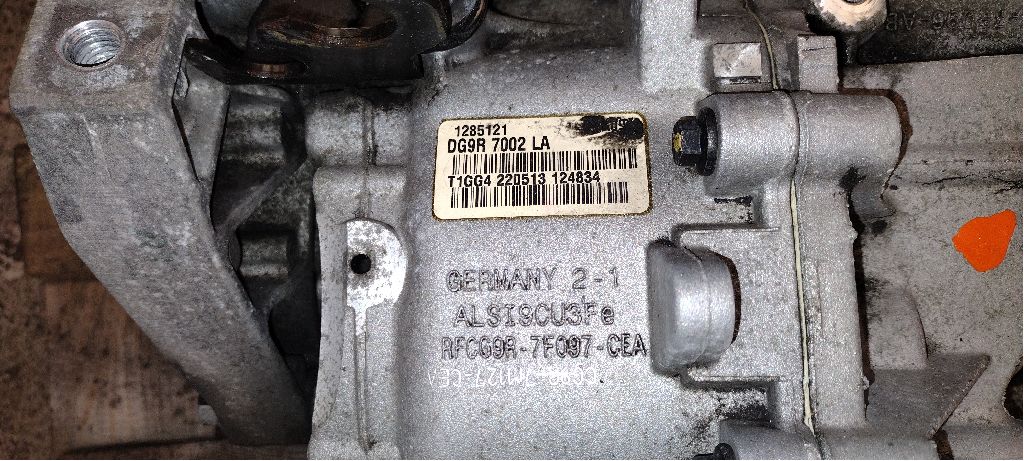 1285121
DG9R 7002 LA
T1GG4 220513 124834
GERMANY 2-1
ALSI9CU3Fe
RFCG9R-7F097-CEA